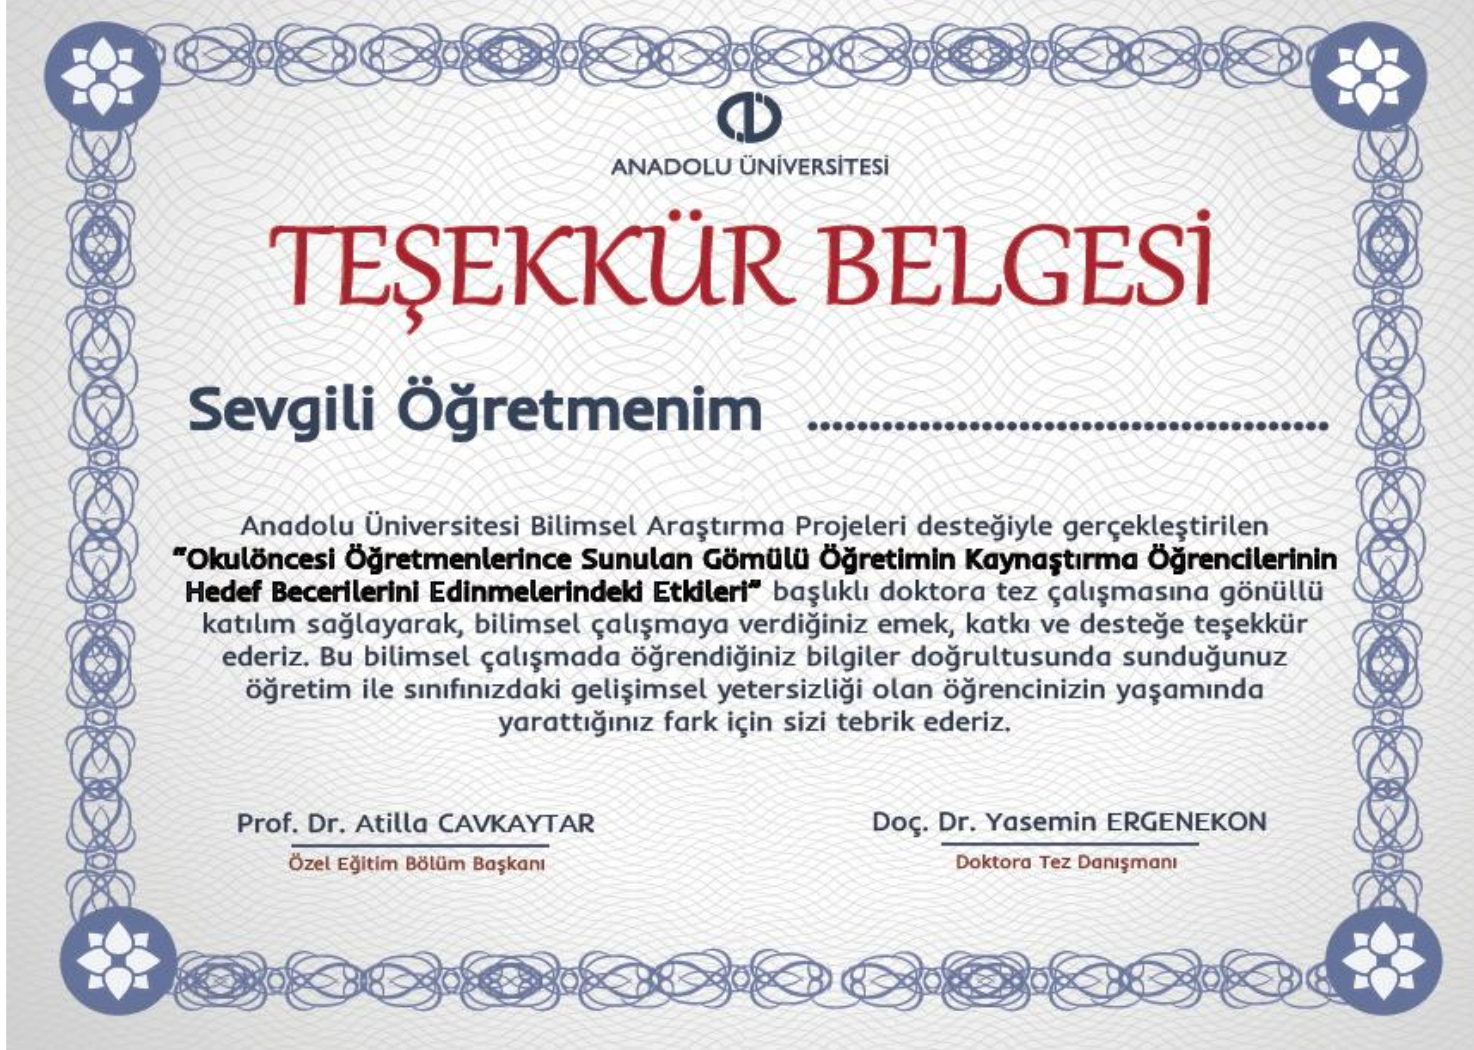 ANADOLU ÜNİVERSİTESİ
TEŞEKKÜR BELGESİ
Sevgili Öğretmenim ..........................................
Anadolu Üniversitesi Bilimsel Araştırma Projeleri desteğiyle gerçekleştirilen
"Okulöncesi Öğretmenlerince Sunulan Gömülü Öğretimin Kaynaştırma Öğrencilerinin
Hedef Becerilerini Edinmelerindeki Etkileri" başlıklı doktora tez çalışmasına gönüllü
katılım sağlayarak, bilimsel çalışmaya verdiğiniz emek, katkı ve desteğe teşekkür
ederiz. Bu bilimsel çalışmada öğrendiğiniz bilgiler doğrultusunda sunduğunuz
öğretim ile sınıfınızdaki gelişimsel yetersizliği olan öğrencinizin yaşamında
yarattığınız fark için sizi tebrik ederiz.
Prof. Dr. Atilla CAVKAYTAR
Özel Eğitim Bölüm Başkanı
Doç. Dr. Yasemin ERGENEKON
Doktora Tez Danışmanı